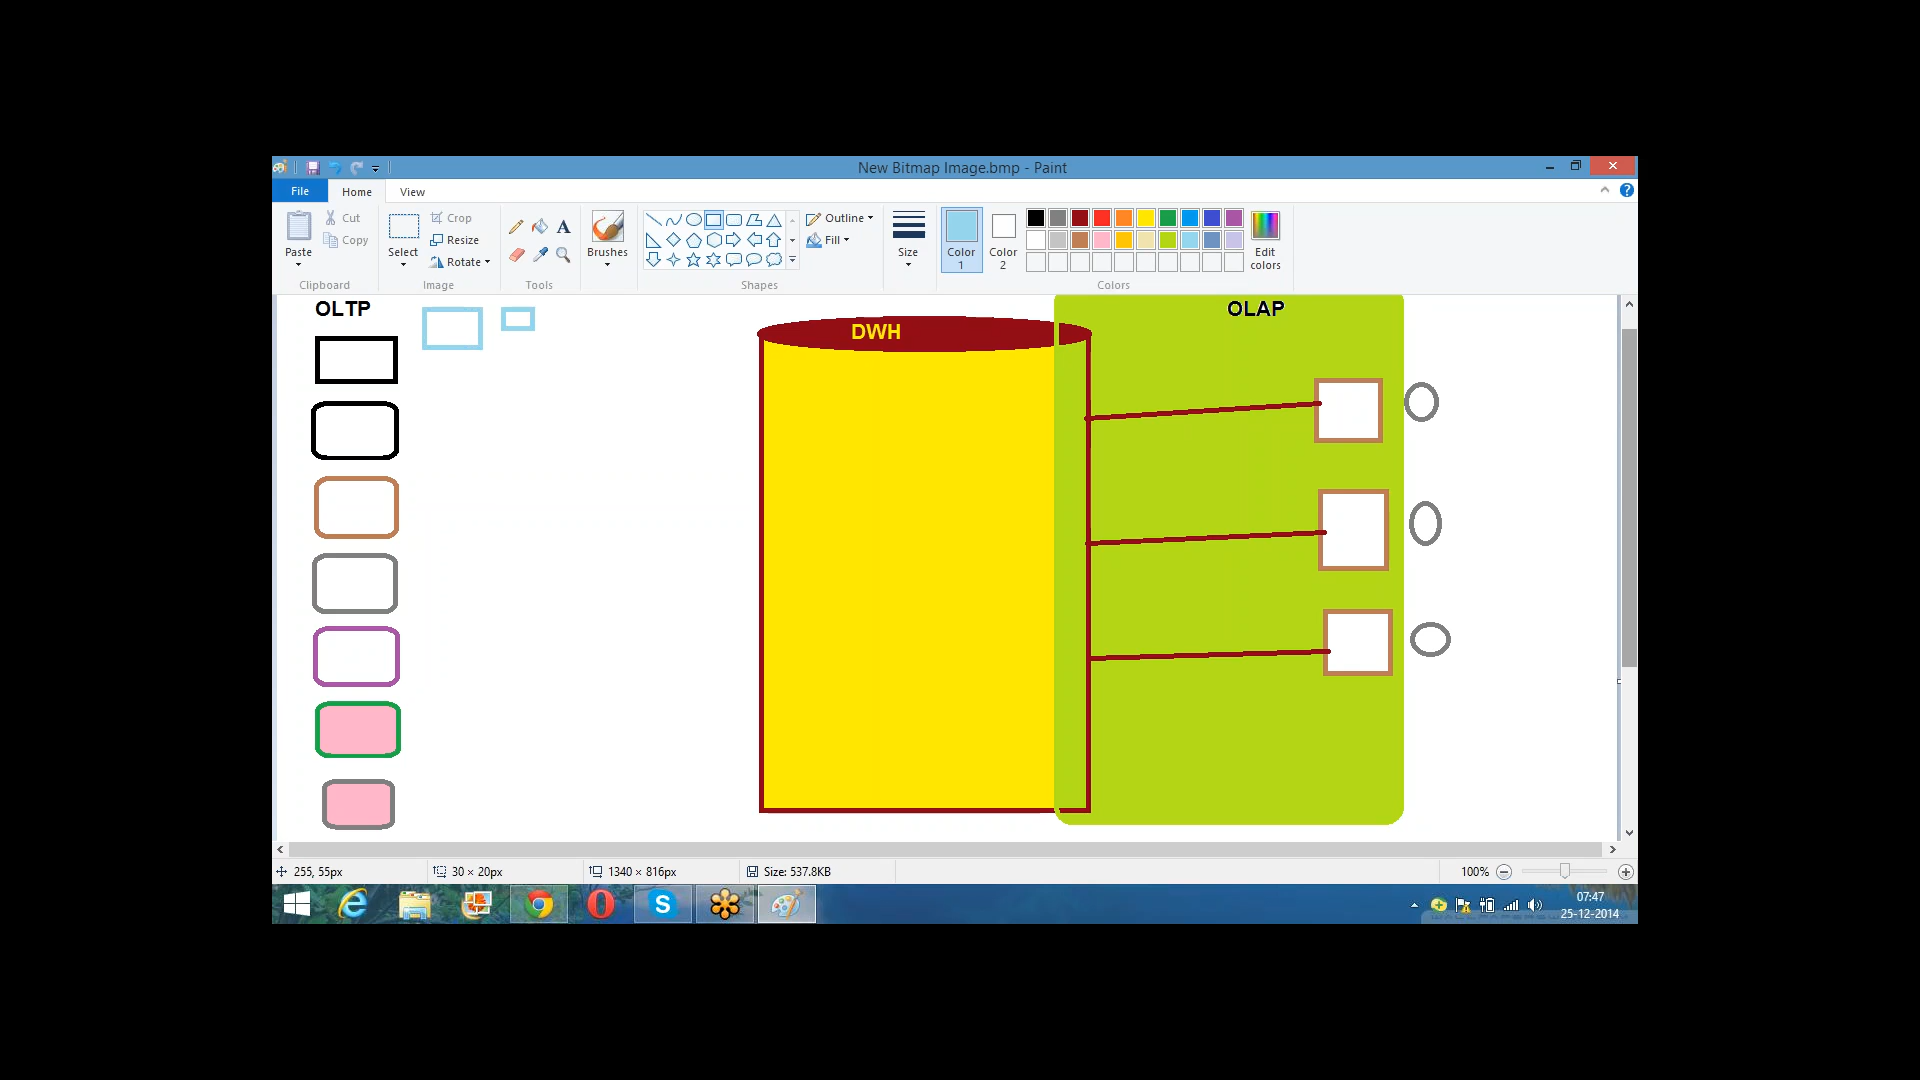 New Bitmap Image.bmp - Paint
File Home View
Paste
Cut
Copy
Clipboard
Select
Crop
Resize
Rotate
Image
A
Tools
Brushes
Shapes
Outline
Fill
Size
Color 1
Color 2
Edit colors
Colors
OLTP
DWH
OLAP
255, 55px
30 × 20px
1340 × 816px
Size: 537.8KB
100%
07:47
25-12-2014